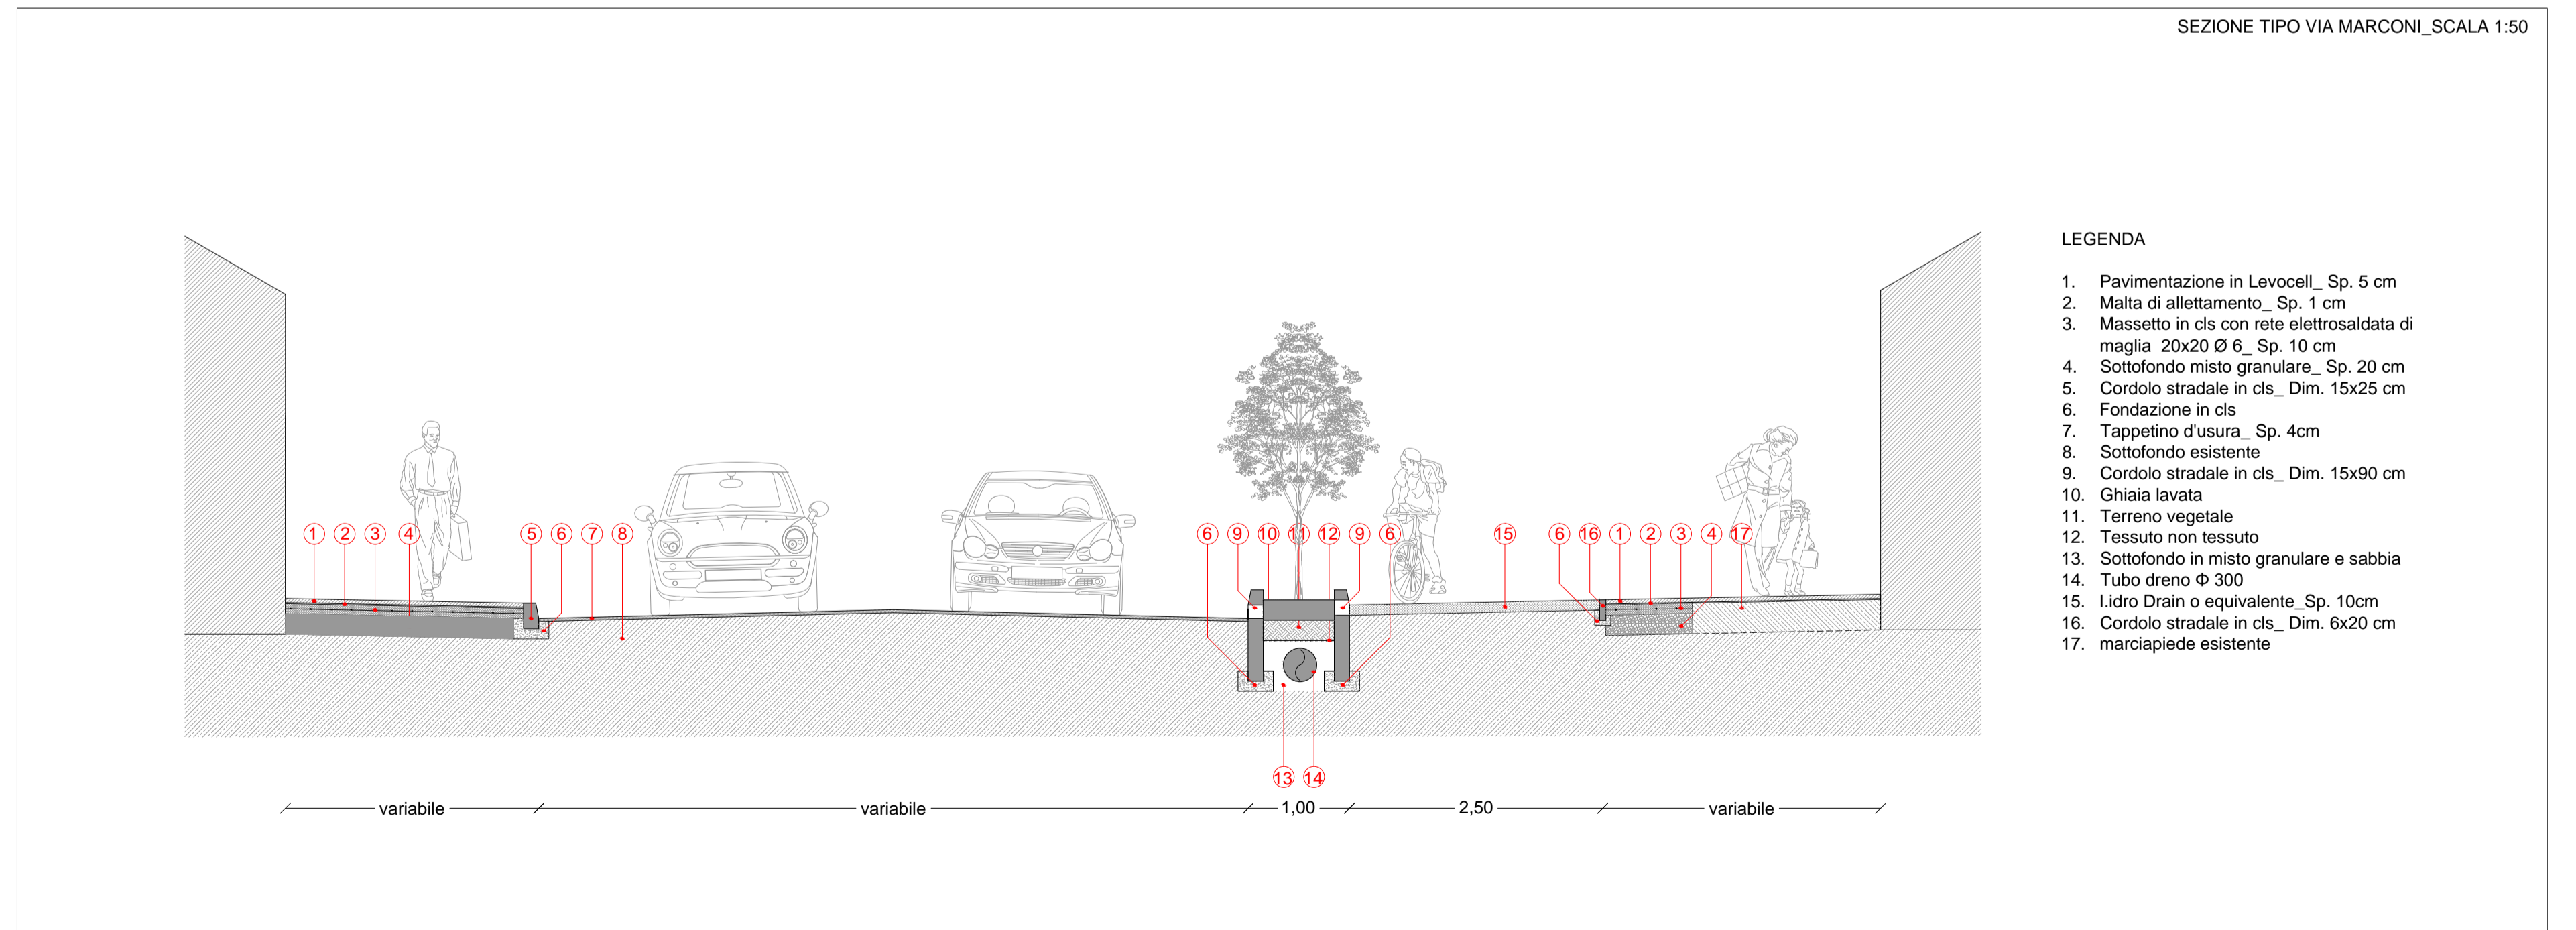 SEZIONE TIPO VIA MARCONI_SCALA 1:50
LEGENDA
1. Pavimentazione in Levocell_ Sp. 5 cm
2. Malta di allettamento_ Sp. 1 cm
3. Massetto in cls con rete elettrosaldata di
maglia 20x20 Ø 6_ Sp. 10 cm
4. Sottofondo misto granulare_ Sp. 20 cm
5. Cordolo stradale in cls_ Dim. 15x25 cm
6. Fondazione in cls
7. Tappetino d'usura_ Sp. 4cm
8. Sottofondo esistente
9. Cordolo stradale in cls_ Dim. 15x90 cm
10. Ghiaia lavata
11. Terreno vegetale
12. Tessuto non tessuto
13. Sottofondo in misto granulare e sabbia
14. Tubo dreno Φ 300
15. I.idro Drain o equivalente_Sp. 10cm
16. Cordolo stradale in cls_ Dim. 6x20 cm
17. marciapiede esistente
1 2 3 4 5 6 7 8 6 9 10 11 12 9 6 15 6 16 1 2 3 4 17
13 14
variabile variabile 1,00 2,50 variabile